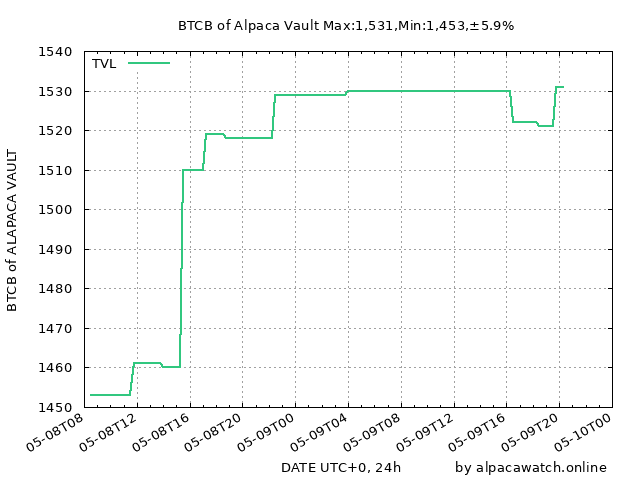 BTCB of Alpaca Vault Max:1,531,Min:1,453,±5.9%
TVL
1540
1530
1520
1510
1500
1490
1480
1470
1460
1450
BTCB of ALAPACA VAULT
05-08T08
05-08T12
05-08T16
05-08T20
05-09T00
05-09T04
05-09T08
05-09T12
05-09T16
05-09T20
05-10T00
DATE UTC+0, 24h
by alpacawatch.online